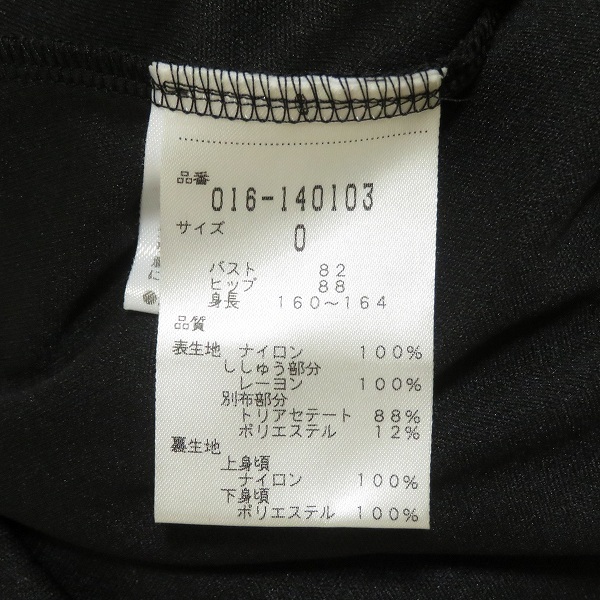 品番
016-140103
サイズ
0
バスト 82
ヒップ 88
身長 160～164
品質
表生地 ナイロン 100%
ししゅう部分
レーヨン 100%
別布部分
トリアセテート 88%
ポリエステル 12%
裏生地
上身頃
ナイロン 100%
下身頃
ポリエステル 100%
に